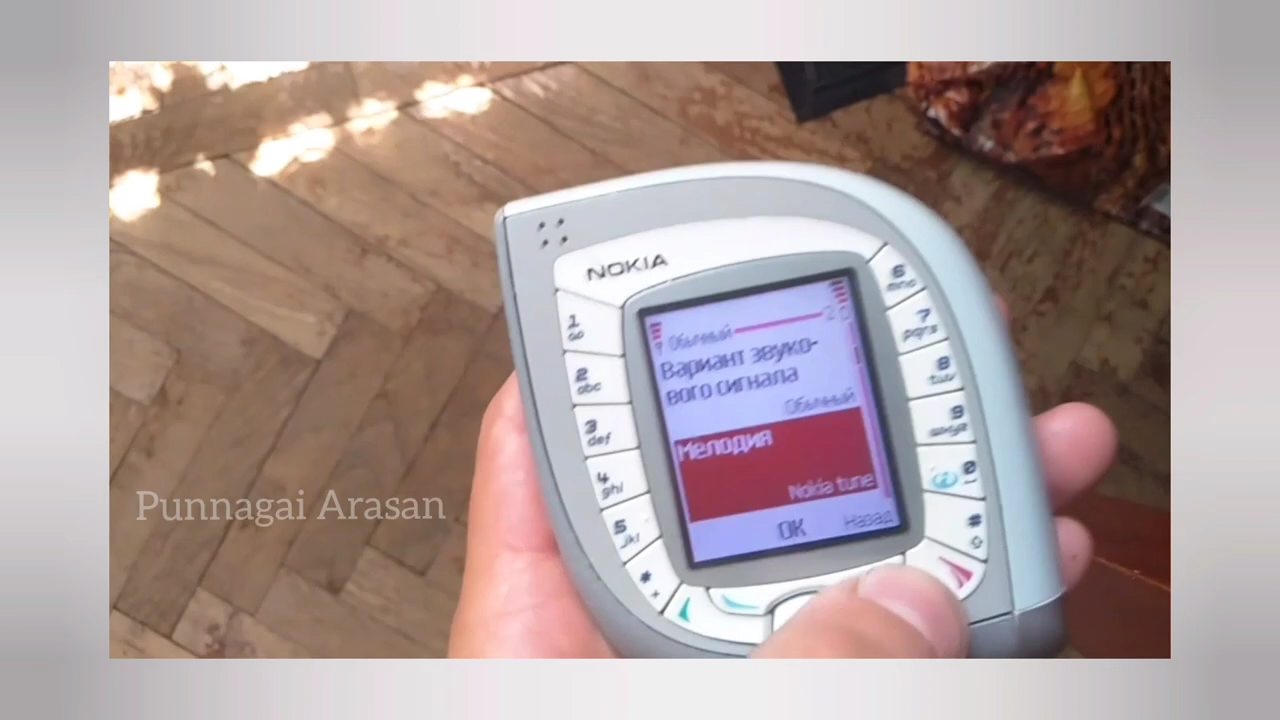 NOKIA
1
2 abc
3 def
4 ghi
5 jkl
*
6 mno
7 pqrs
8 tuv
9 wxyz
0
#
Обычный
Вариант звуко-
вого сигнала
Обычный
Мелодия
Nokia tune
OK
Назад
Punnagai Arasan